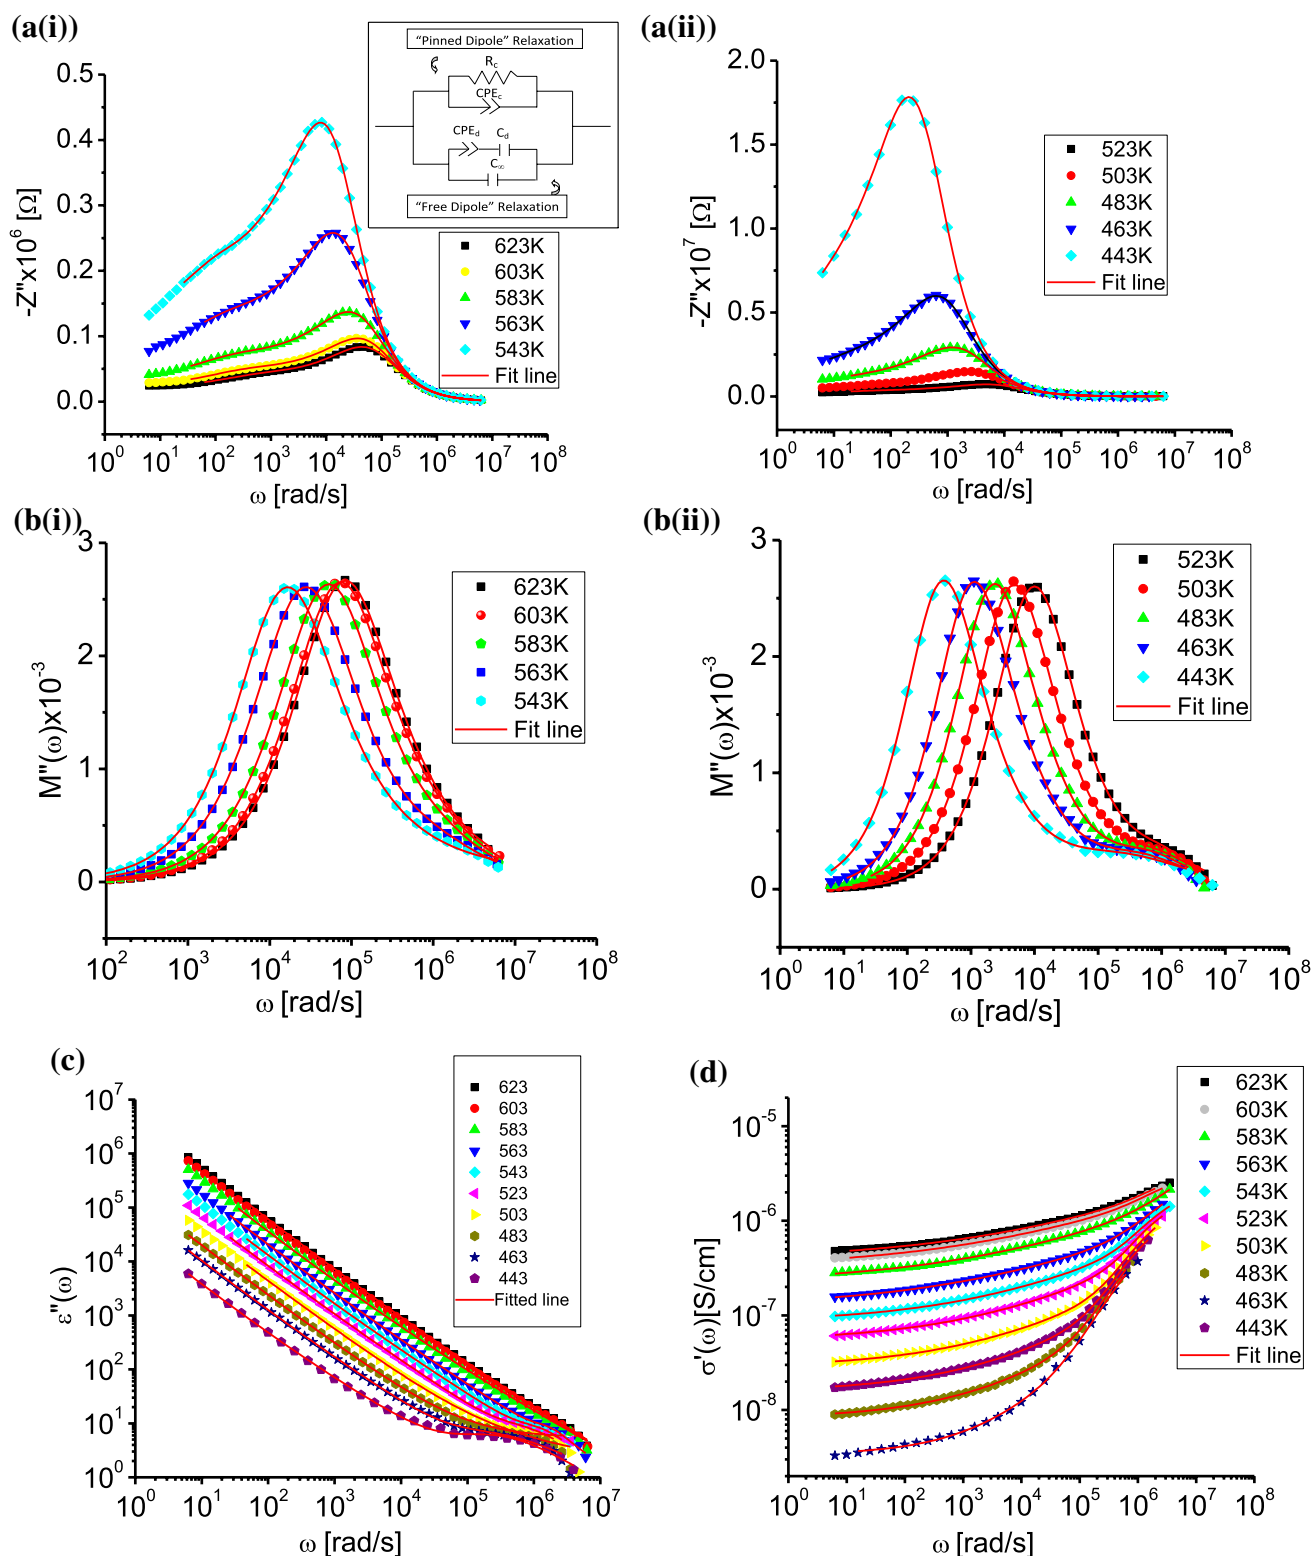 (a(i))
"Pinned Dipole" Relaxation
Rc
CPEc
CPEd
Cd
C∞
"Free Dipole" Relaxation
-Z"x10^6 [Ω]
0.5
0.4
0.3
0.2
0.1
0.0
623K
603K
583K
563K
543K
Fit line
10^0 10^1 10^2 10^3 10^4 10^5 10^6 10^7 10^8
ω [rad/s]
(a(ii))
-Z"x10^7 [Ω]
2.0
1.5
1.0
0.5
0.0
523K
503K
483K
463K
443K
Fit line
10^0 10^1 10^2 10^3 10^4 10^5 10^6 10^7 10^8
ω [rad/s]
(b(i))
M"(ω)x10^-3
3
2
1
0
623K
603K
583K
563K
543K
Fit line
10^2 10^3 10^4 10^5 10^6 10^7 10^8
ω [rad/s]
(b(ii))
M"(ω)x10^-3
3
2
1
0
523K
503K
483K
463K
443K
Fit line
10^0 10^1 10^2 10^3 10^4 10^5 10^6 10^7 10^8
ω [rad/s]
(c)
ε"(ω)
10^7
10^6
10^5
10^4
10^3
10^2
10^1
10^0
623
603
583
563
543
523
503
483
463
443
Fitted line
10^0 10^1 10^2 10^3 10^4 10^5 10^6 10^7
ω [rad/s]
(d)
σ'(ω)[S/cm]
10^-5
10^-6
10^-7
10^-8
623K
603K
583K
563K
543K
523K
503K
483K
463K
443K
Fit line
10^0 10^1 10^2 10^3 10^4 10^5 10^6 10^7 10^8
ω [rad/s]